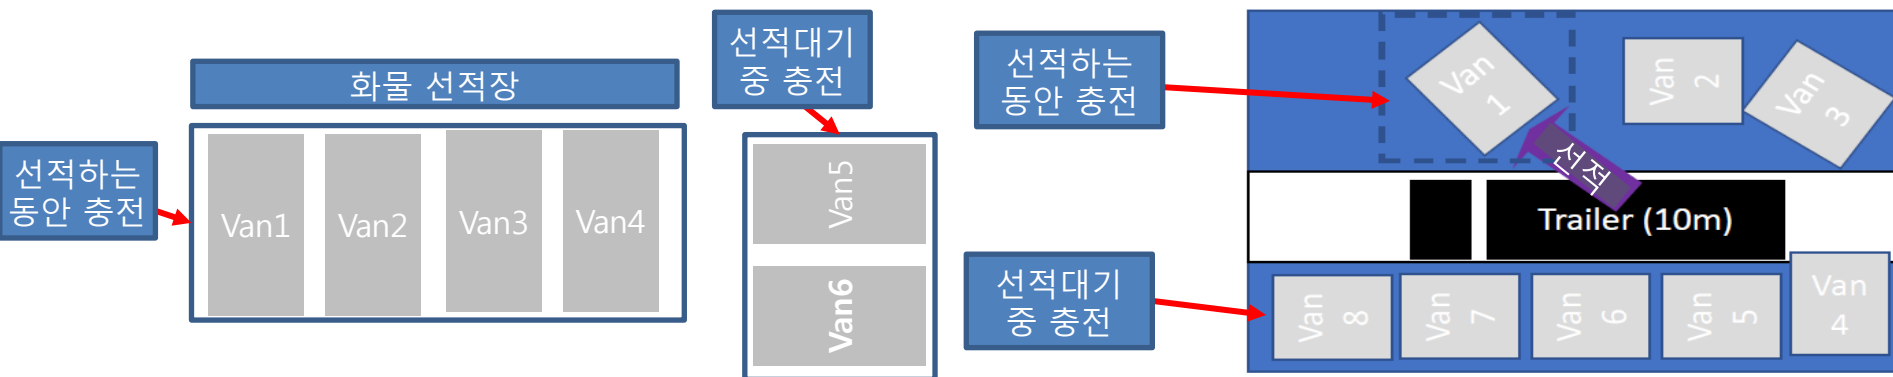 화물 선적장
선적하는
동안 충전
Van1
Van2
Van3
Van4
선적대기
중 충전
Van5
Van6
선적하는
동안 충전
Van
1
Van
2
Van
3
선적
Trailer (10m)
선적대기
중 충전
Van
8
Van
7
Van
6
Van
5
Van
4